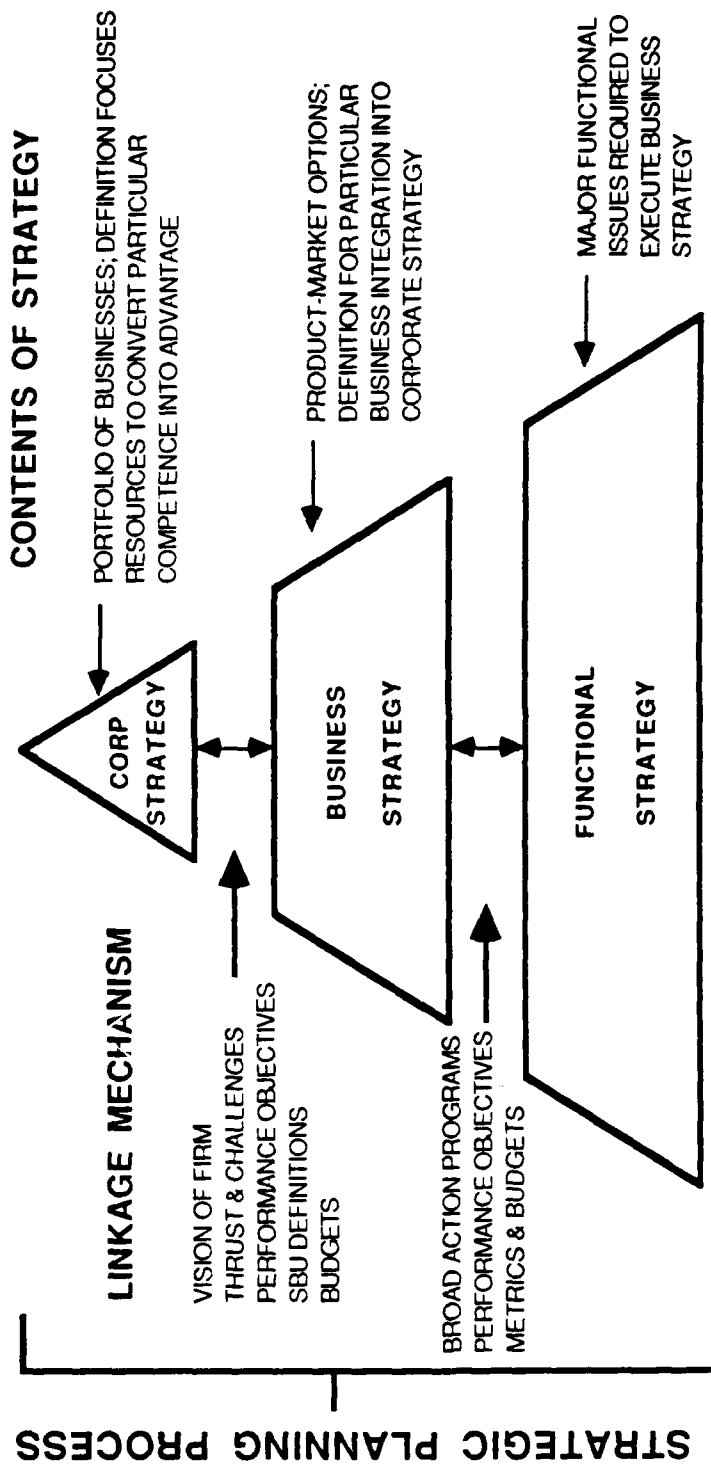 STRATEGIC PLANNING PROCESS
LINKAGE MECHANISM
VISION OF FIRM
THRUST & CHALLENGES
PERFORMANCE OBJECTIVES
SBU DEFINITIONS
BUDGETS
BROAD ACTION PROGRAMS
PERFORMANCE OBJECTIVES
METRICS & BUDGETS
CORP
STRATEGY
BUSINESS
STRATEGY
FUNCTIONAL
STRATEGY
CONTENTS OF STRATEGY
PORTFOLIO OF BUSINESSES; DEFINITION FOCUSES
RESOURCES TO CONVERT PARTICULAR
COMPETENCE INTO ADVANTAGE
PRODUCT-MARKET OPTIONS;
DEFINITION FOR PARTICULAR
BUSINESS INTEGRATION INTO
CORPORATE STRATEGY
MAJOR FUNCTIONAL
ISSUES REQUIRED TO
EXECUTE BUSINESS
STRATEGY